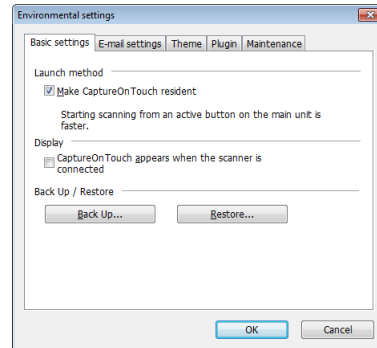 Environmental settings
Basic settings E-mail settings Theme Plugin Maintenance
Launch method
Make CaptureOnTouch resident
Starting scanning from an active button on the main unit is
faster.
Display
CaptureOnTouch appears when the scanner is
connected
Back Up / Restore
Back Up... Restore...
OK Cancel